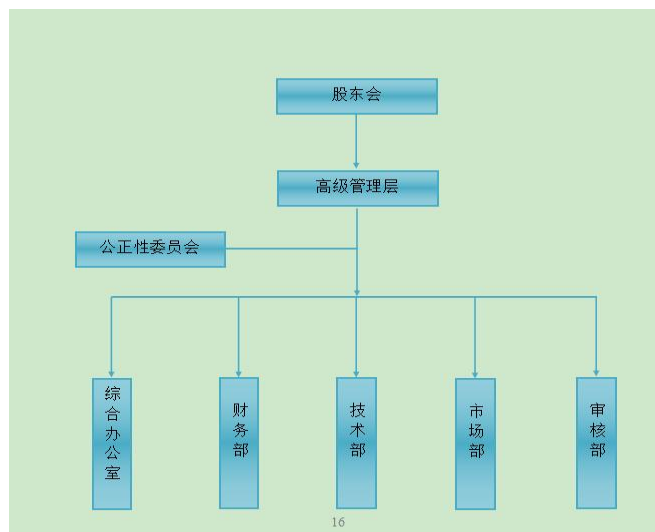 股东会
高级管理层
公正性委员会
综合办公室
财务部
技术部
市场部
审核部
16